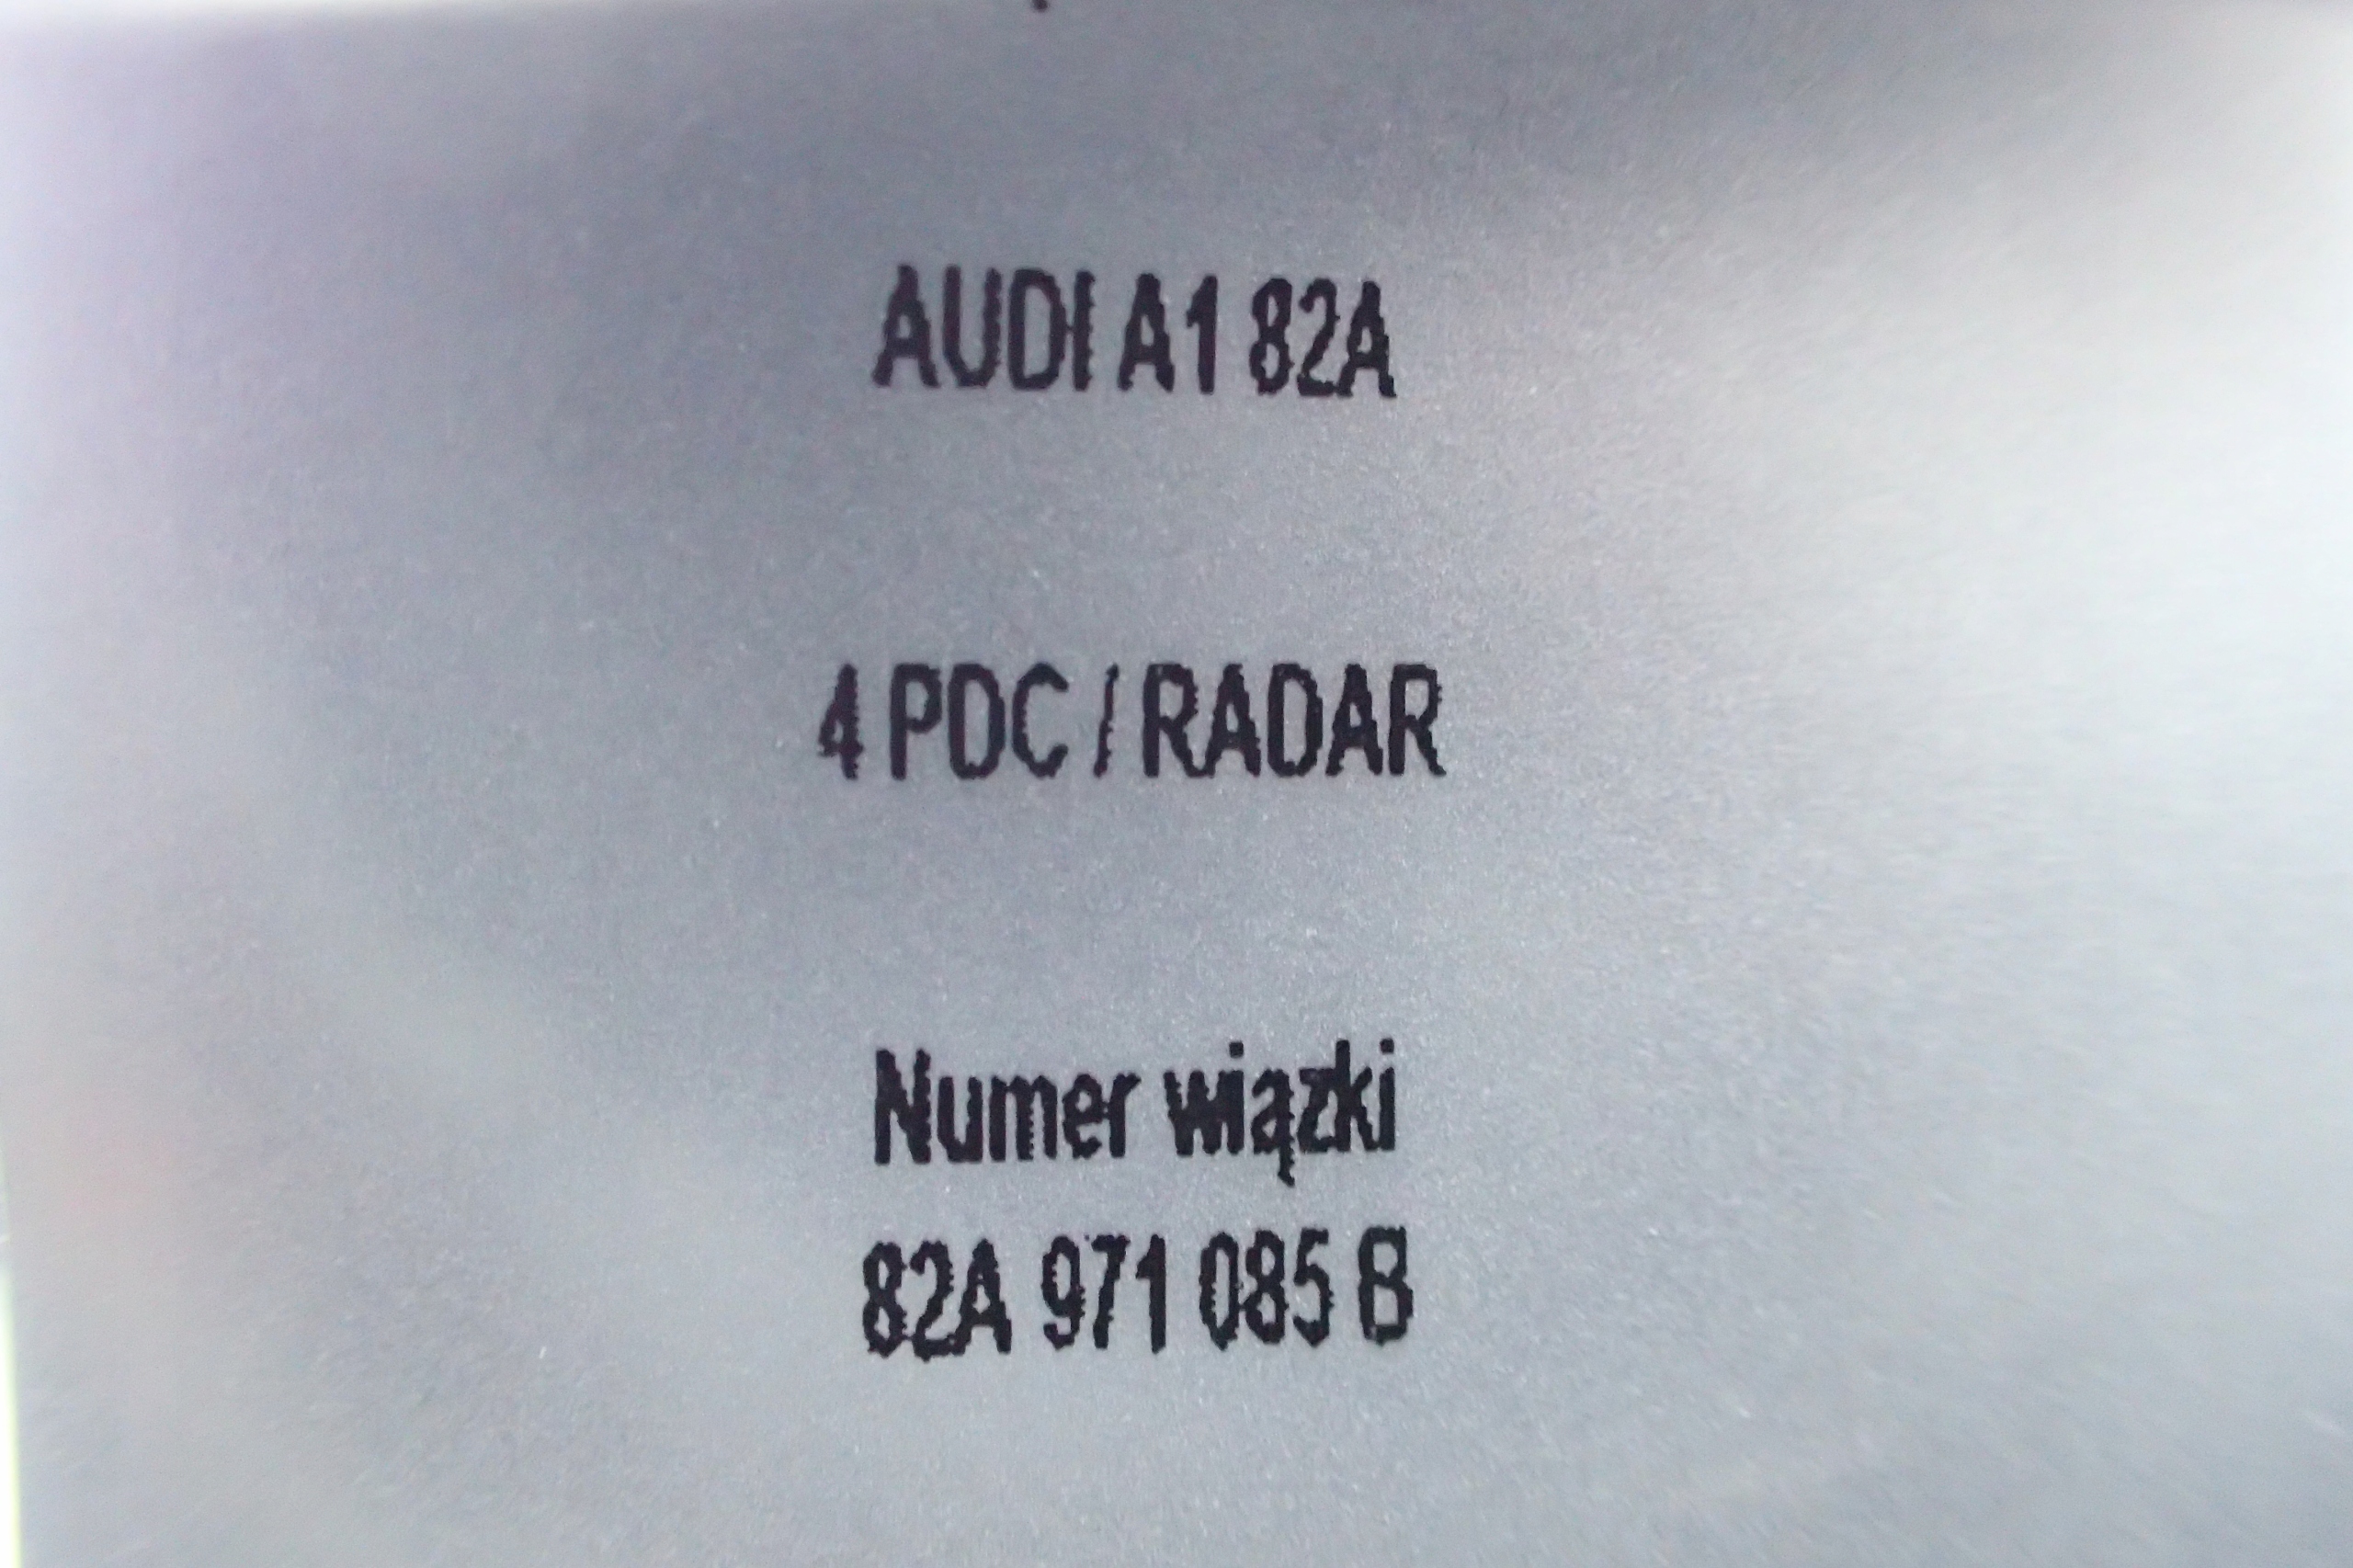 AUDI A1 82A
4 PDC / RADAR
Numer wiązki
82A 971 085 B